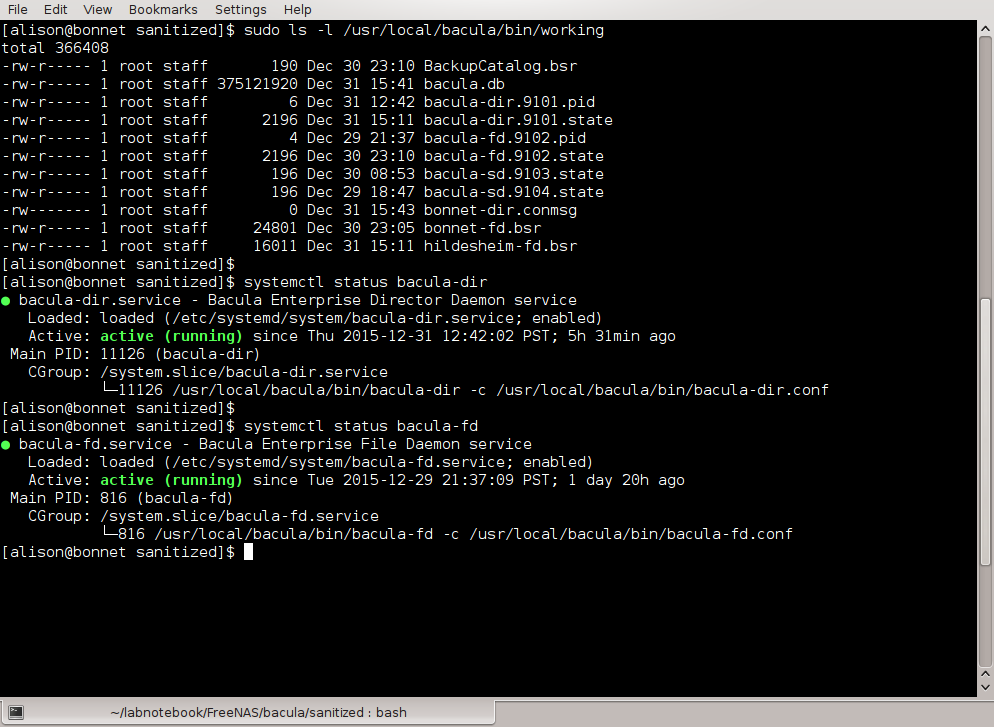 File Edit View Bookmarks Settings Help
[alison@bonnet sanitized]$ sudo ls -l /usr/local/bacula/bin/working
total 366408
-rw-r----- 1 root staff       190 Dec 30 23:10 BackupCatalog.bsr
-rw-r----- 1 root staff 375121920 Dec 31 15:41 bacula.db
-rw-r----- 1 root staff         6 Dec 31 12:42 bacula-dir.9101.pid
-rw-r----- 1 root staff      2196 Dec 31 15:11 bacula-dir.9101.state
-rw-r----- 1 root staff         4 Dec 29 21:37 bacula-fd.9102.pid
-rw-r----- 1 root staff      2196 Dec 30 23:10 bacula-fd.9102.state
-rw-r----- 1 root staff       196 Dec 30 08:53 bacula-sd.9103.state
-rw-r----- 1 root staff       196 Dec 29 18:47 bacula-sd.9104.state
-rw------- 1 root staff         0 Dec 31 15:43 bonnet-dir.conmsg
-rw-r----- 1 root staff     24801 Dec 30 23:05 bonnet-fd.bsr
-rw-r----- 1 root staff     16011 Dec 31 15:11 hildesheim-fd.bsr
[alison@bonnet sanitized]$
[alison@bonnet sanitized]$ systemctl status bacula-dir
● bacula-dir.service - Bacula Enterprise Director Daemon service
   Loaded: loaded (/etc/systemd/system/bacula-dir.service; enabled)
   Active: active (running) since Thu 2015-12-31 12:42:02 PST; 5h 31min ago
 Main PID: 11126 (bacula-dir)
   CGroup: /system.slice/bacula-dir.service
           └─11126 /usr/local/bacula/bin/bacula-dir -c /usr/local/bacula/bin/bacula-dir.conf
[alison@bonnet sanitized]$
[alison@bonnet sanitized]$ systemctl status bacula-fd
● bacula-fd.service - Bacula Enterprise File Daemon service
   Loaded: loaded (/etc/systemd/system/bacula-fd.service; enabled)
   Active: active (running) since Tue 2015-12-29 21:37:09 PST; 1 day 20h ago
 Main PID: 816 (bacula-fd)
   CGroup: /system.slice/bacula-fd.service
           └─816 /usr/local/bacula/bin/bacula-fd -c /usr/local/bacula/bin/bacula-fd.conf
[alison@bonnet sanitized]$
~/labnotebook/FreeNAS/bacula/sanitized : bash